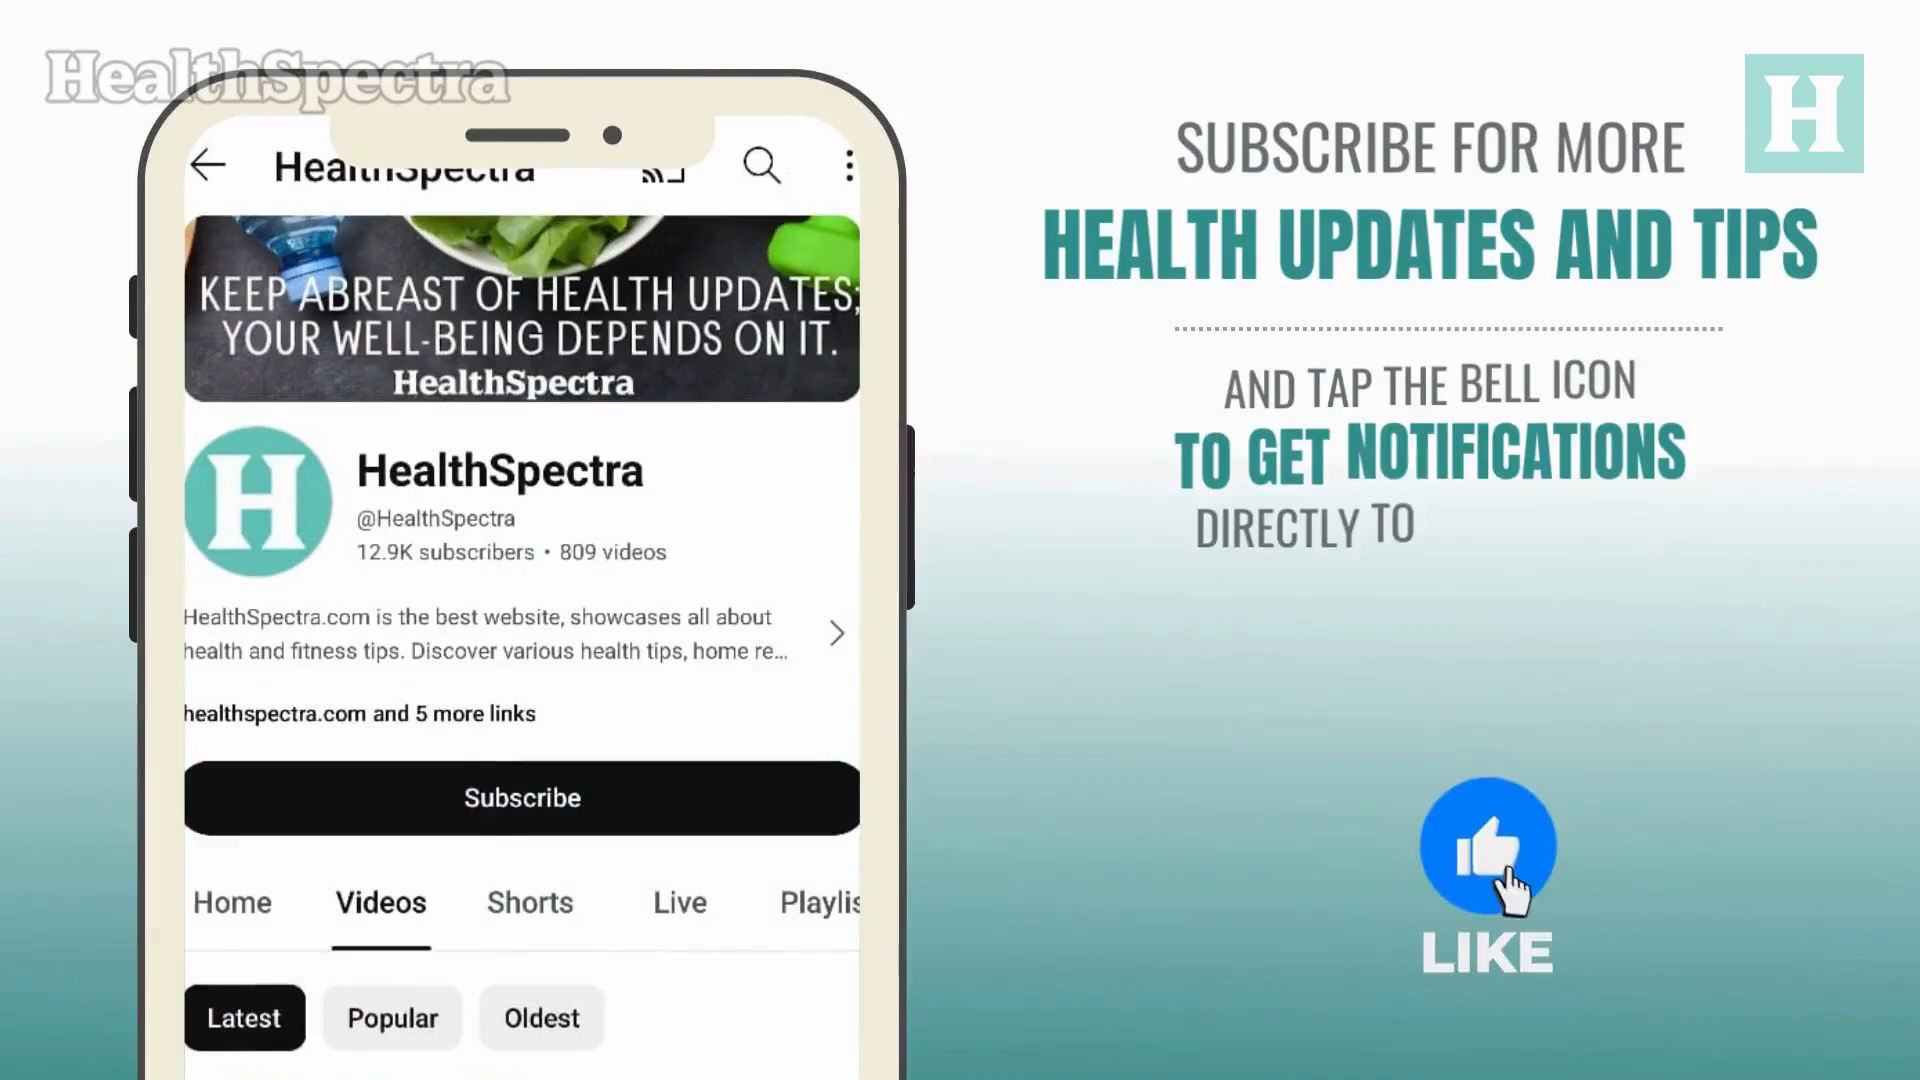 HealthSpectra
HealthSpectra
KEEP ABREAST OF HEALTH UPDATES;
YOUR WELL-BEING DEPENDS ON IT.
HealthSpectra
H
HealthSpectra
@HealthSpectra
12.9K subscribers • 809 videos
HealthSpectra.com is the best website, showcases all about
health and fitness tips. Discover various health tips, home re...
healthspectra.com and 5 more links
Subscribe
Home Videos Shorts Live Playlis
Latest Popular Oldest
H
SUBSCRIBE FOR MORE
HEALTH UPDATES AND TIPS
AND TAP THE BELL ICON
TO GET NOTIFICATIONS
DIRECTLY TO
LIKE